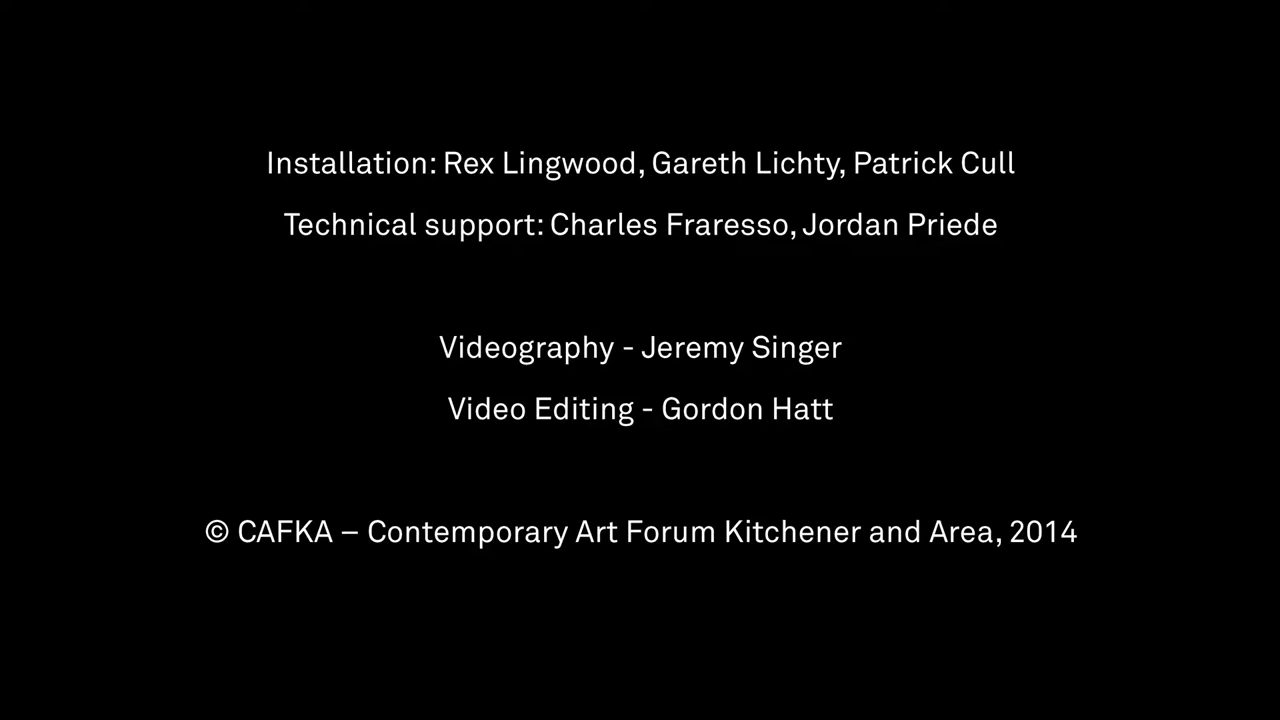 Installation: Rex Lingwood, Gareth Lichty, Patrick Cull
Technical support: Charles Fraresso, Jordan Priede
Videography - Jeremy Singer
Video Editing - Gordon Hatt
© CAFKA – Contemporary Art Forum Kitchener and Area, 2014